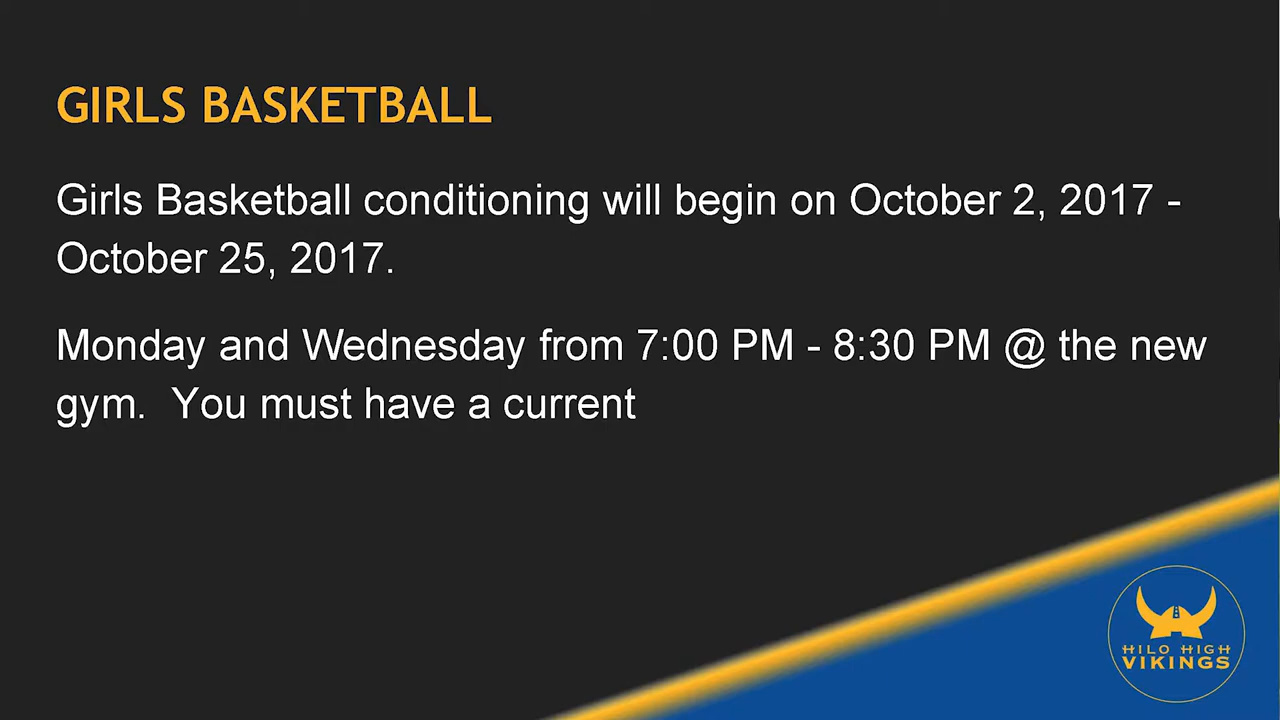 GIRLS BASKETBALL
Girls Basketball conditioning will begin on October 2, 2017 -
October 25, 2017.
Monday and Wednesday from 7:00 PM - 8:30 PM @ the new
gym.  You must have a current
HILO HIGH
VIKINGS